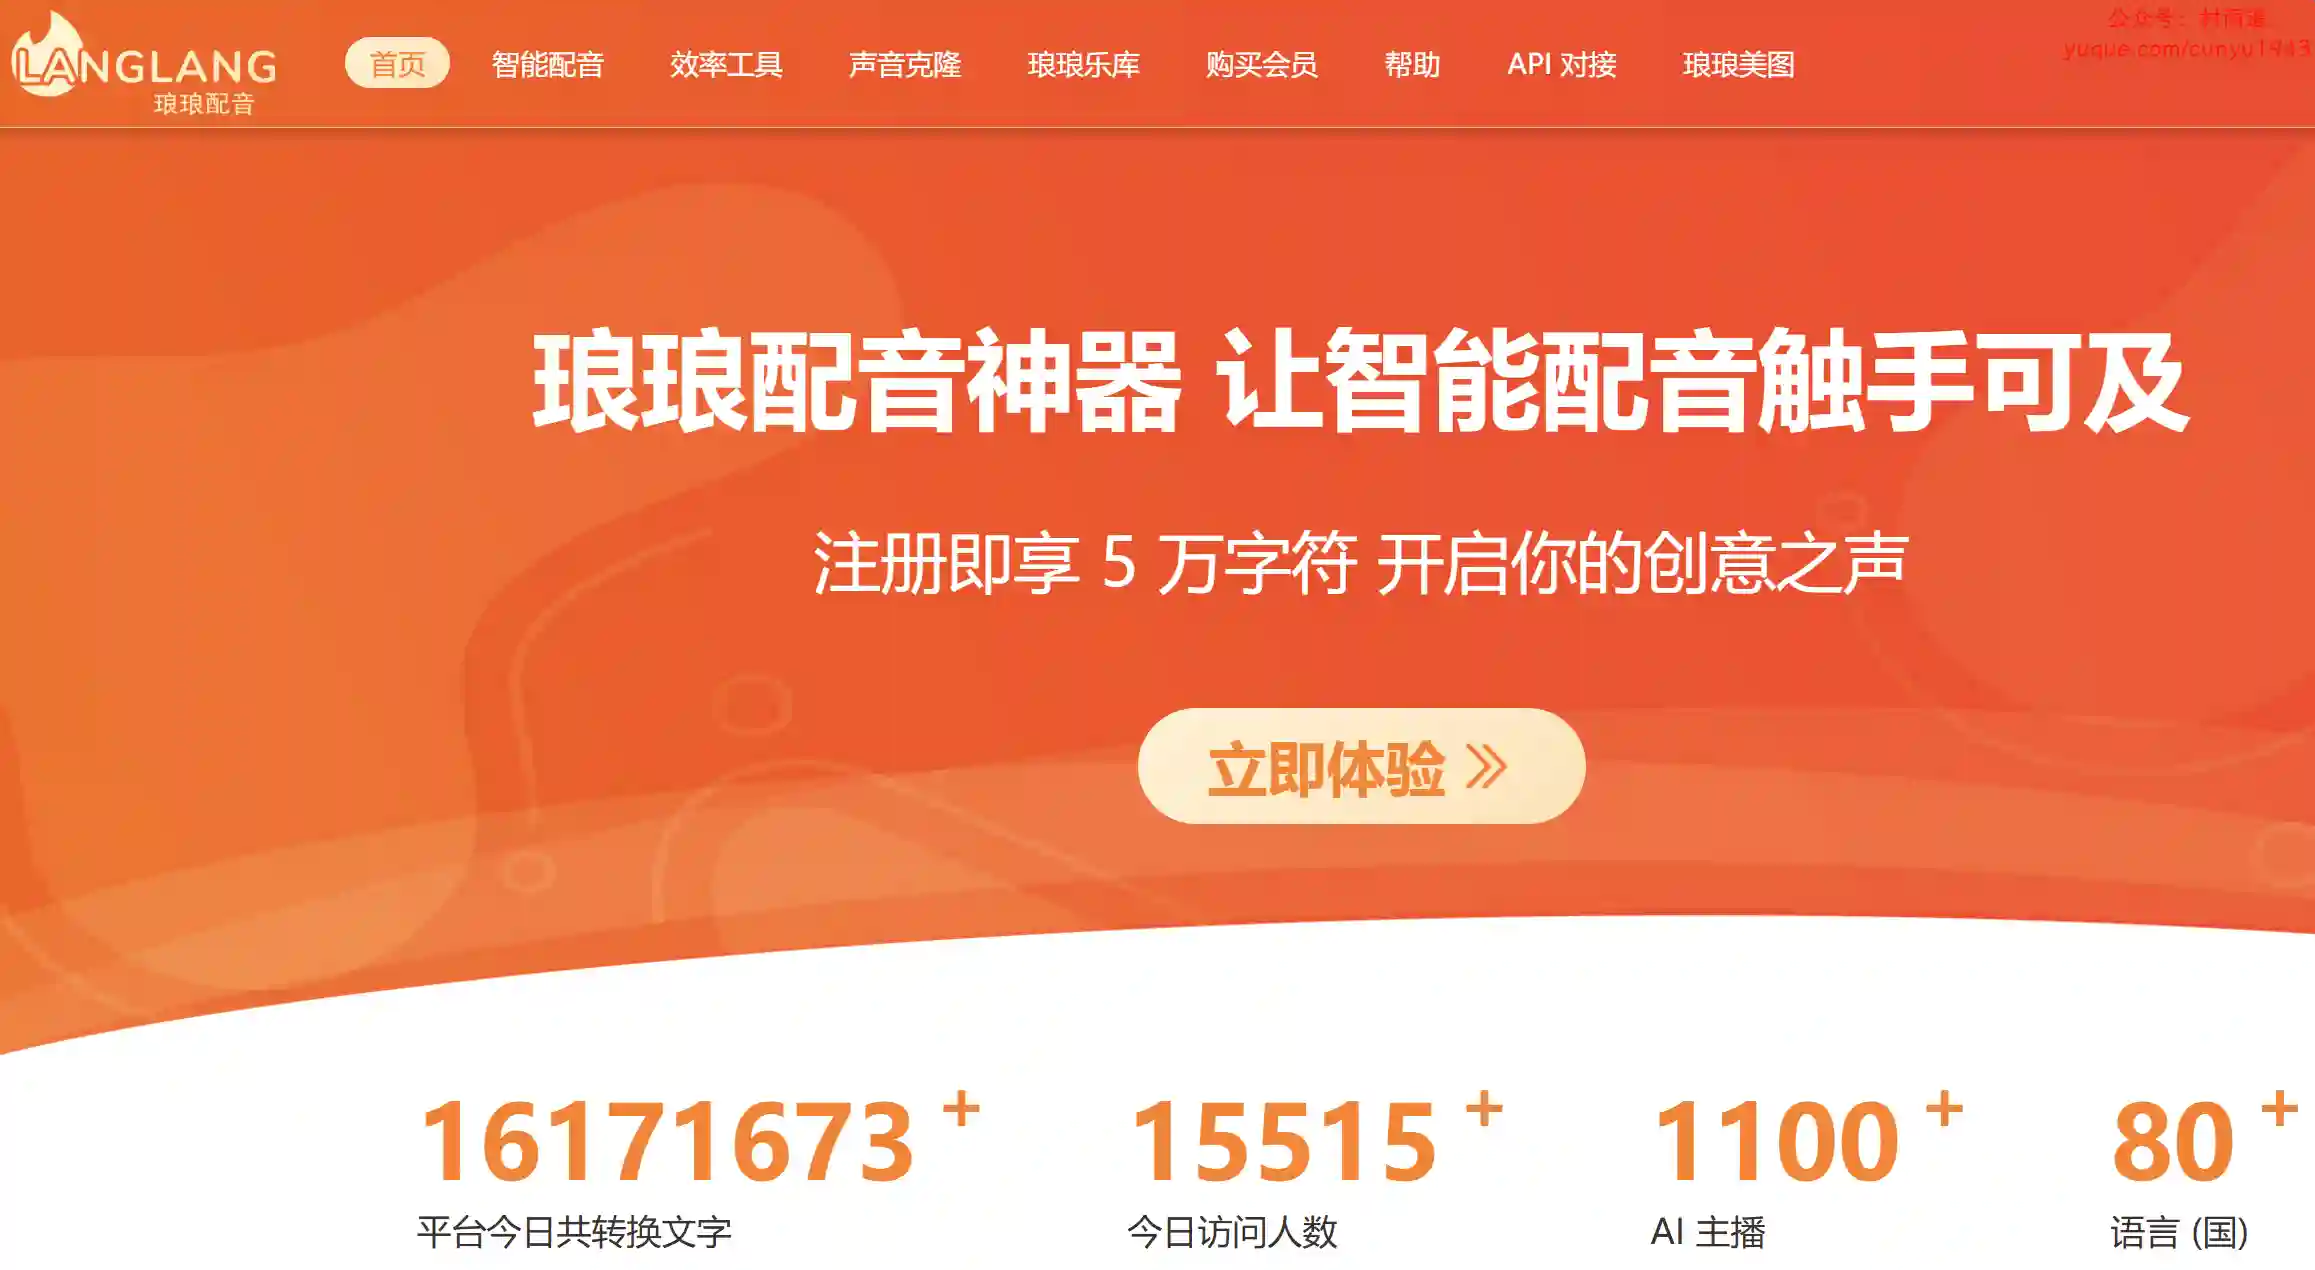 LANGLANG
琅琅配音
首页 智能配音 效率工具 声音克隆 琅琅乐库 购买会员 帮助 API 对接 琅琅美图
公众号：村雨遥
yuque.com/cunyu1943
琅琅配音神器 让智能配音触手可及
注册即享 5 万字符 开启你的创意之声
立即体验
16171673 + 15515 + 1100 + 80 +
平台今日共转换文字 今日访问人数 AI 主播 语言 (国)